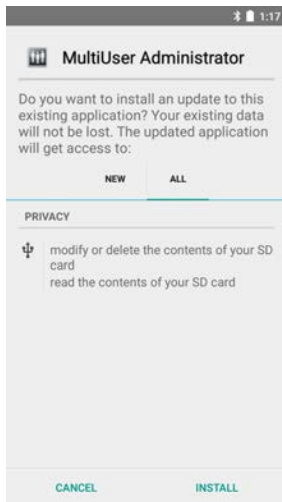 1:17
MultiUser Administrator
Do you want to install an update to this
existing application? Your existing data
will not be lost. The updated application
will get access to:
NEW ALL
PRIVACY
modify or delete the contents of your SD
card
read the contents of your SD card
CANCEL INSTALL